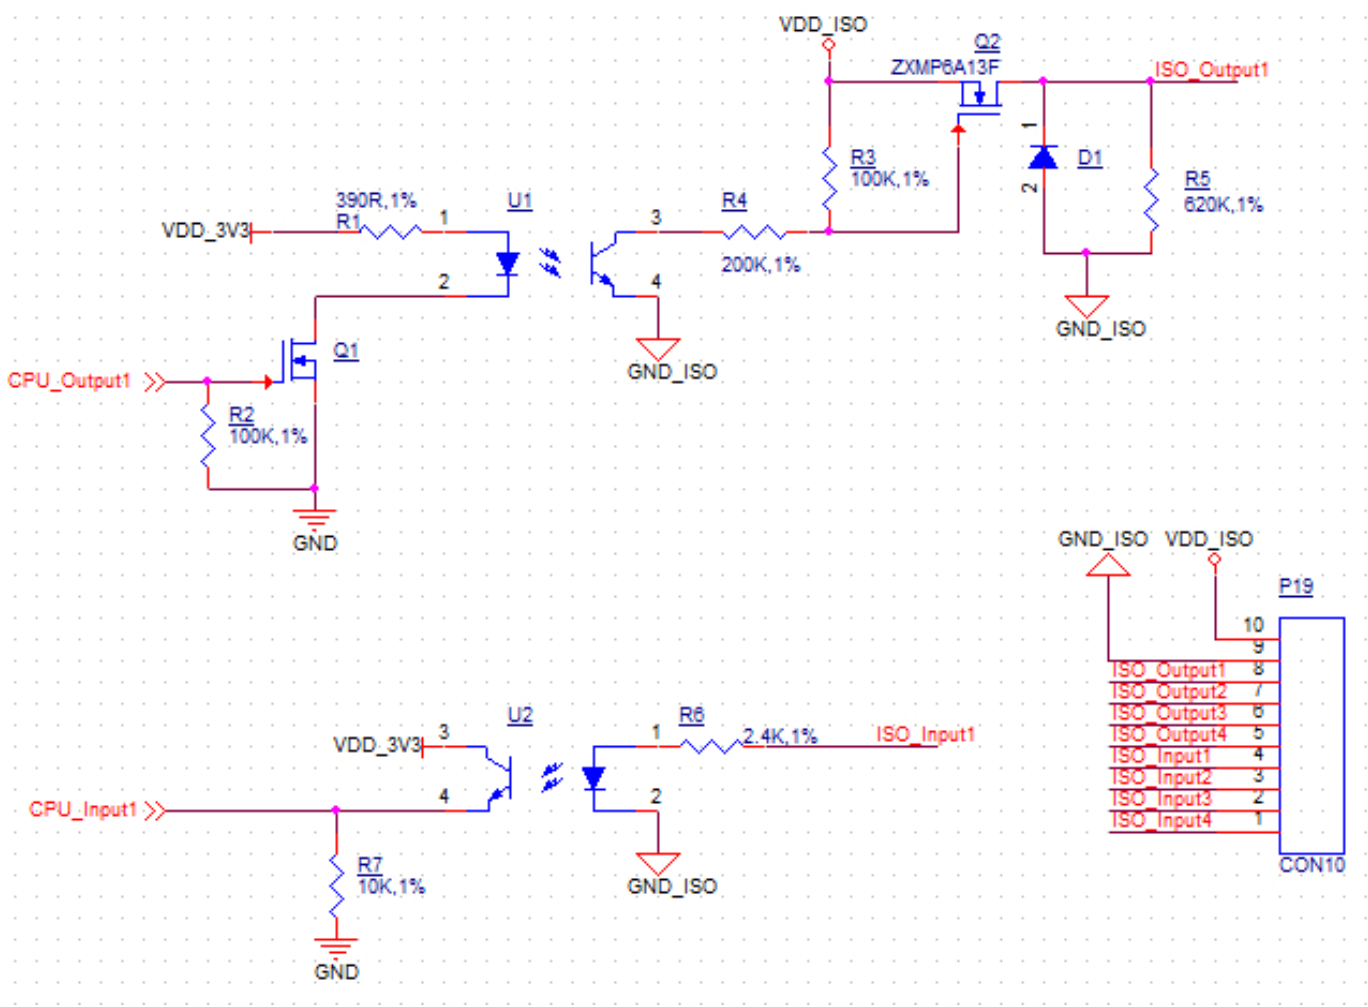 VDD_ISO
Q2
ZXMP6A13F
ISO_Output1
1
D1
2
R3
100K,1%
R5
620K,1%
390R,1%
R1
VDD_3V3
1
U1
3
R4
200K,1%
2
4
GND_ISO
GND_ISO
Q1
CPU_Output1
R2
100K,1%
GND
GND_ISO
VDD_ISO
P19
10
9
ISO_Output1 8
ISO_Output2 7
ISO_Output3 6
ISO_Output4 5
ISO_Input1 4
ISO_Input2 3
ISO_Input3 2
ISO_Input4 1
CON10
VDD_3V3
3
U2
1
R6
2.4K,1%
ISO_Input1
CPU_Input1
4
2
R7
10K,1%
GND_ISO
GND